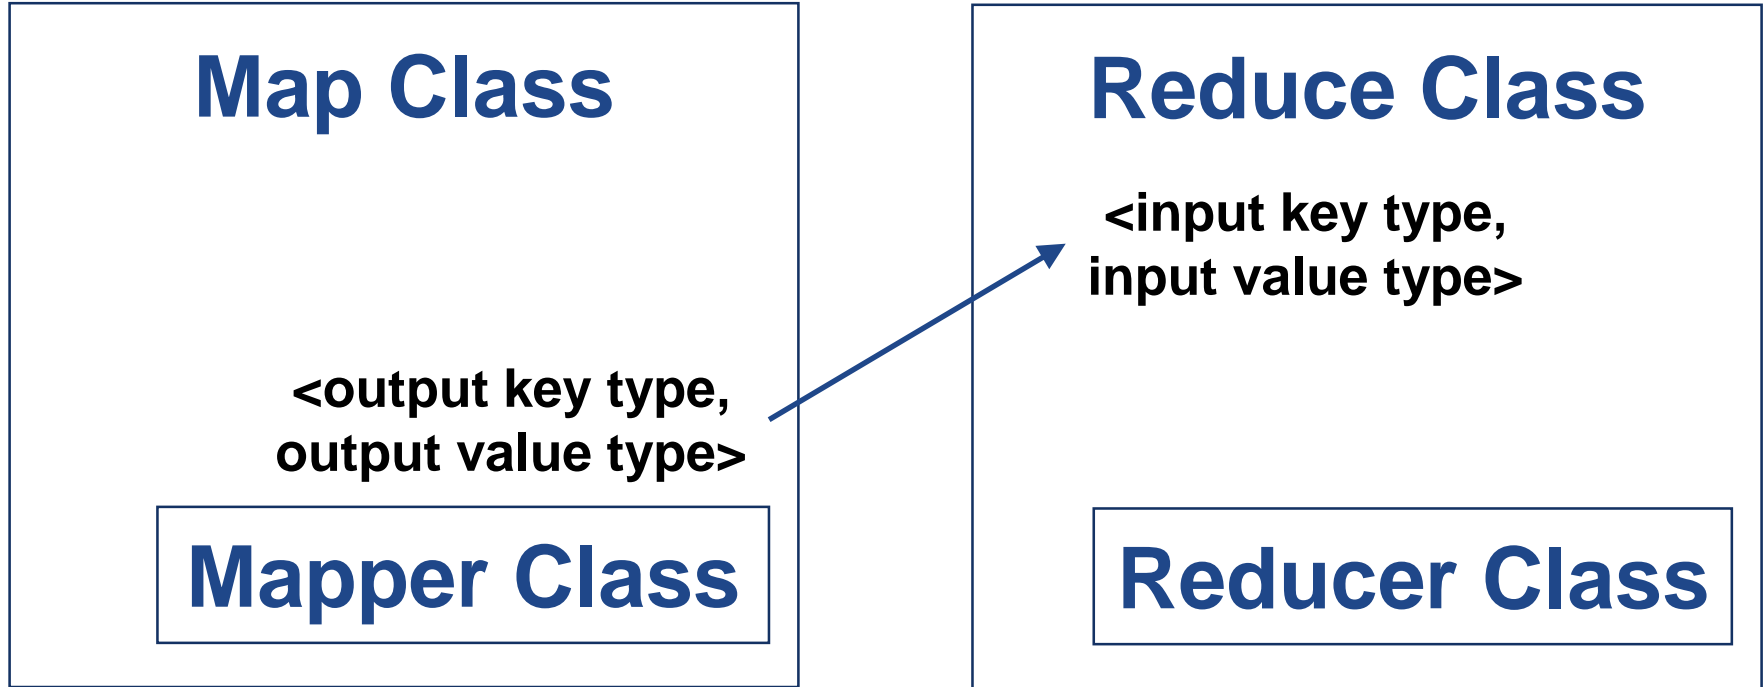 Map Class
<output key type,
output value type>
Mapper Class
Reduce Class
<input key type,
input value type>
Reducer Class